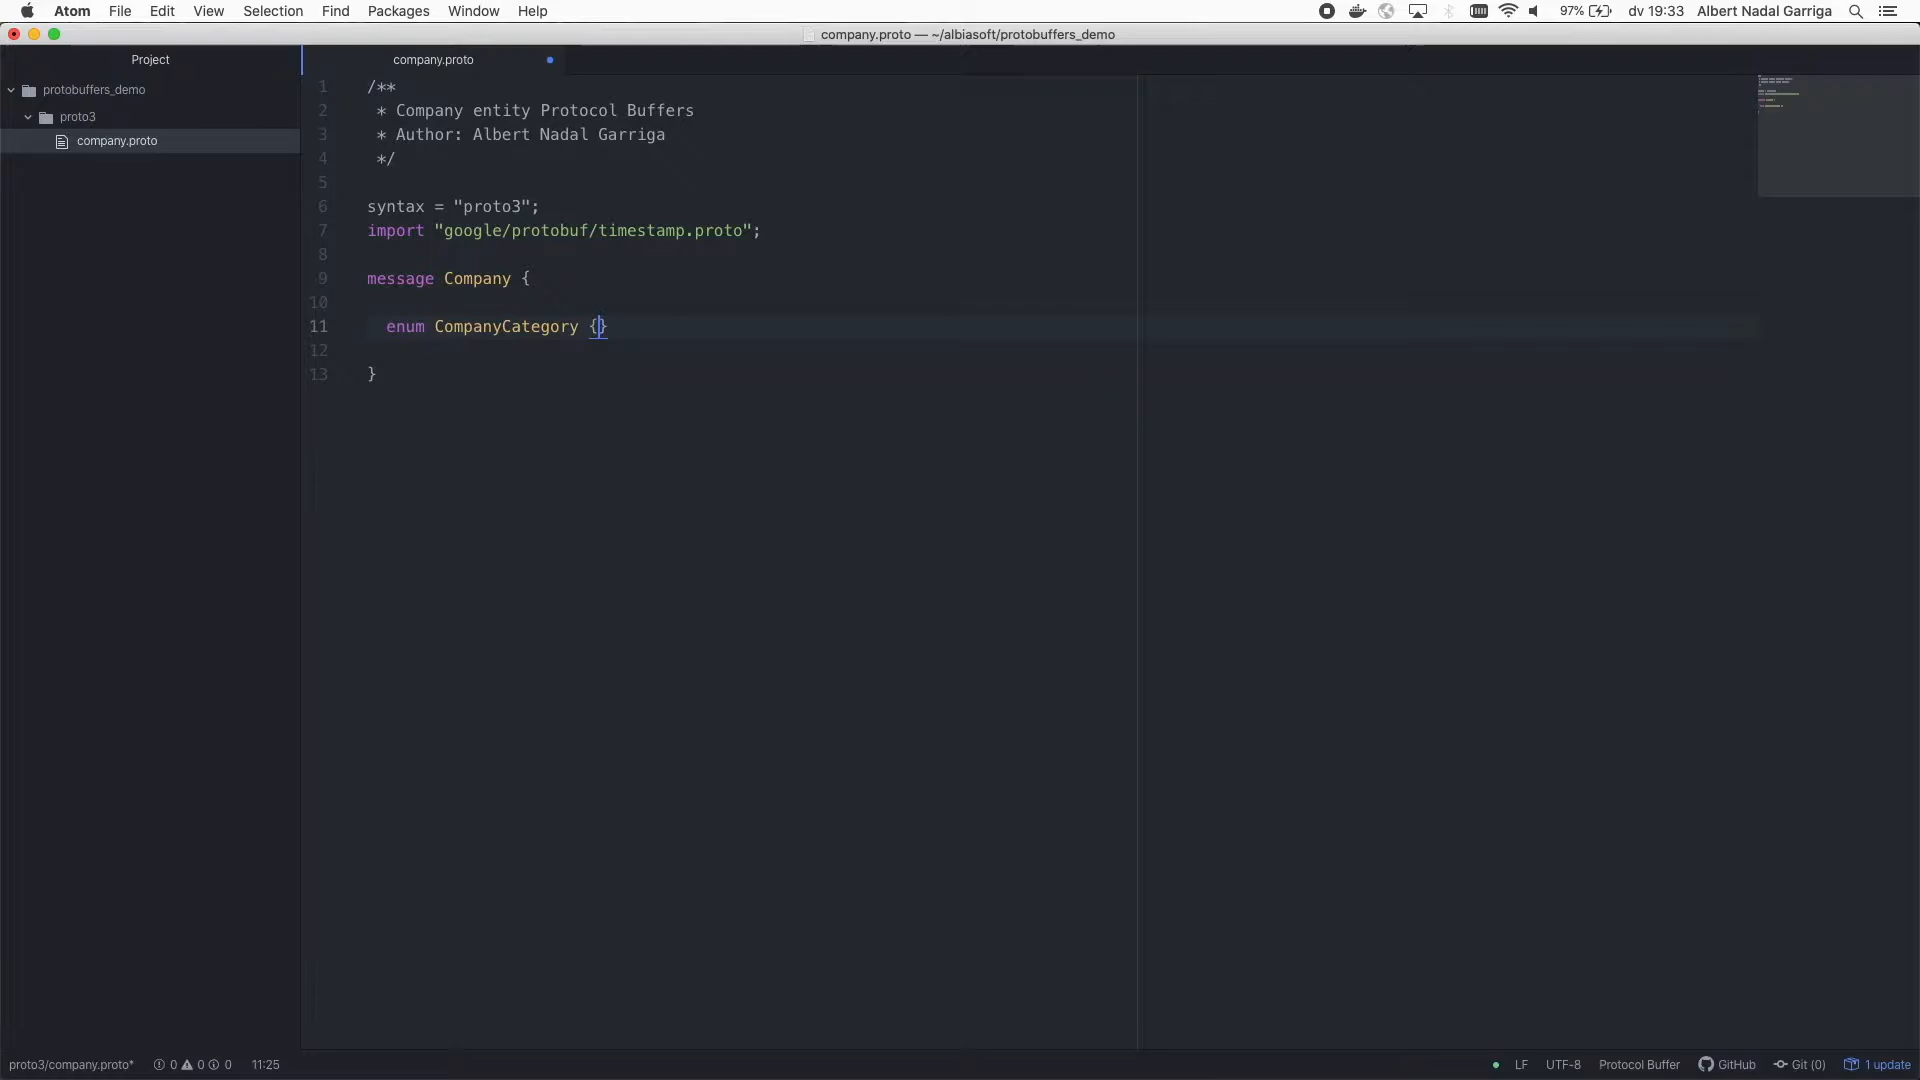 Atom File Edit View Selection Find Packages Window Help 97% dv 19:33 Albert Nadal Garriga
company.proto — ~/albiasoft/protobuffers_demo
Project
company.proto
protobuffers_demo
proto3
company.proto
1 /**
2 * Company entity Protocol Buffers
3 * Author: Albert Nadal Garriga
4 */
5
6 syntax = "proto3";
7 import "google/protobuf/timestamp.proto";
8
9 message Company {
10
11 enum CompanyCategory {}
12
13 }
proto3/company.proto* 0 0 0 11:25 LF UTF-8 Protocol Buffer GitHub Git (0) 1 update